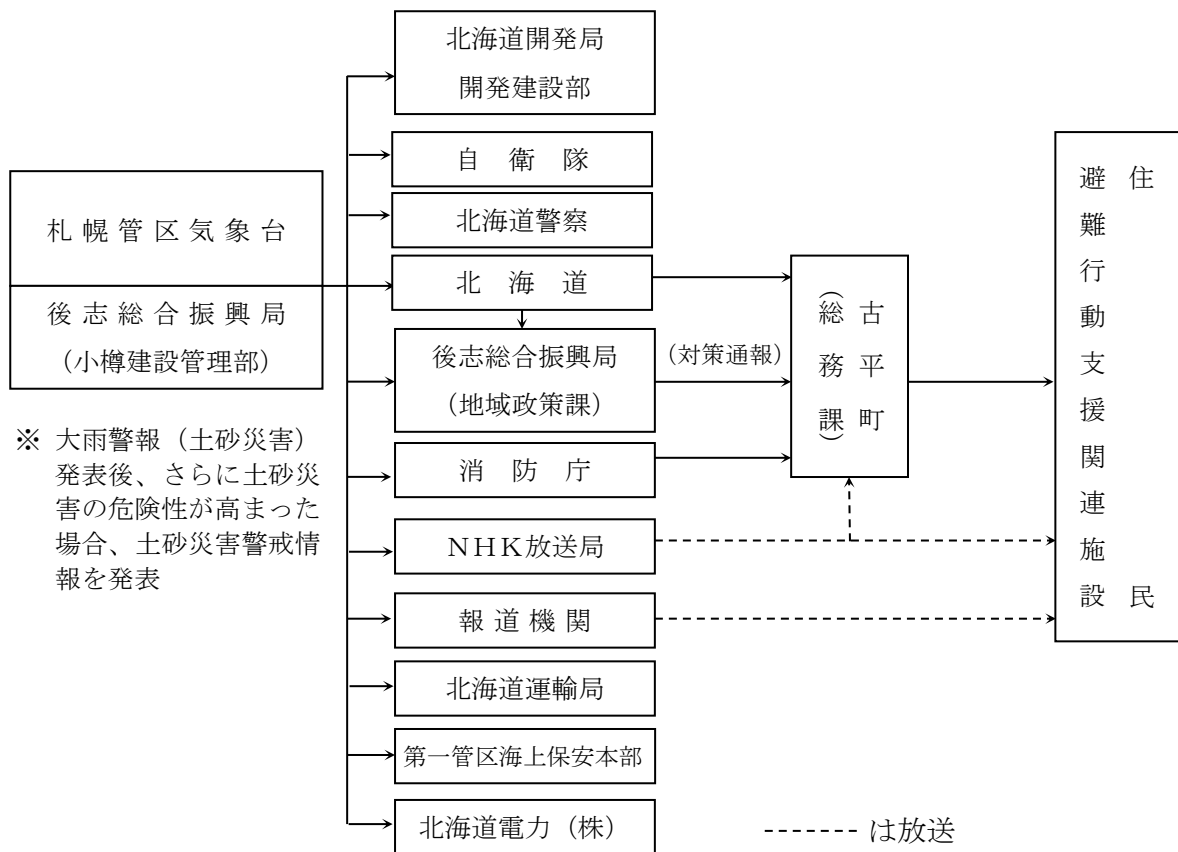 札幌管区気象台
後志総合振興局
（小樽建設管理部）
※ 大雨警報（土砂災害）
発表後、さらに土砂災
害の危険性が高まった
場合、土砂災害警戒情
報を発表
北海道開発局
開発建設部
自衛隊
北海道警察
北海道
後志総合振興局
（地域政策課）
消防庁
ＮＨＫ放送局
報道機関
北海道運輸局
第一管区海上保安本部
北海道電力（株）
（対策通報）
古平町
（総務課）
住民
避難行動支援関連施設
は放送